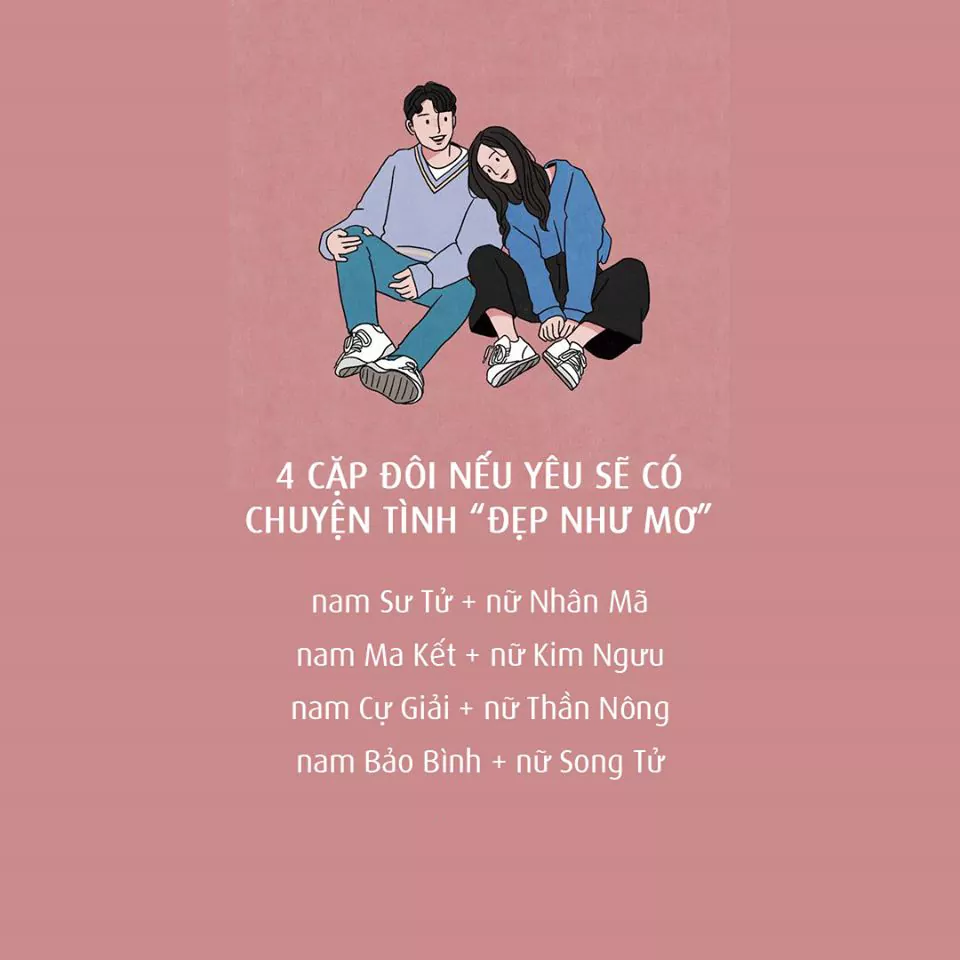 4 CẶP ĐÔI NẾU YÊU SẼ CÓ
CHUYỆN TÌNH “ĐẸP NHƯ MƠ”
nam Sư Tử + nữ Nhân Mã
nam Ma Kết + nữ Kim Ngưu
nam Cự Giải + nữ Thần Nông
nam Bảo Bình + nữ Song Tử